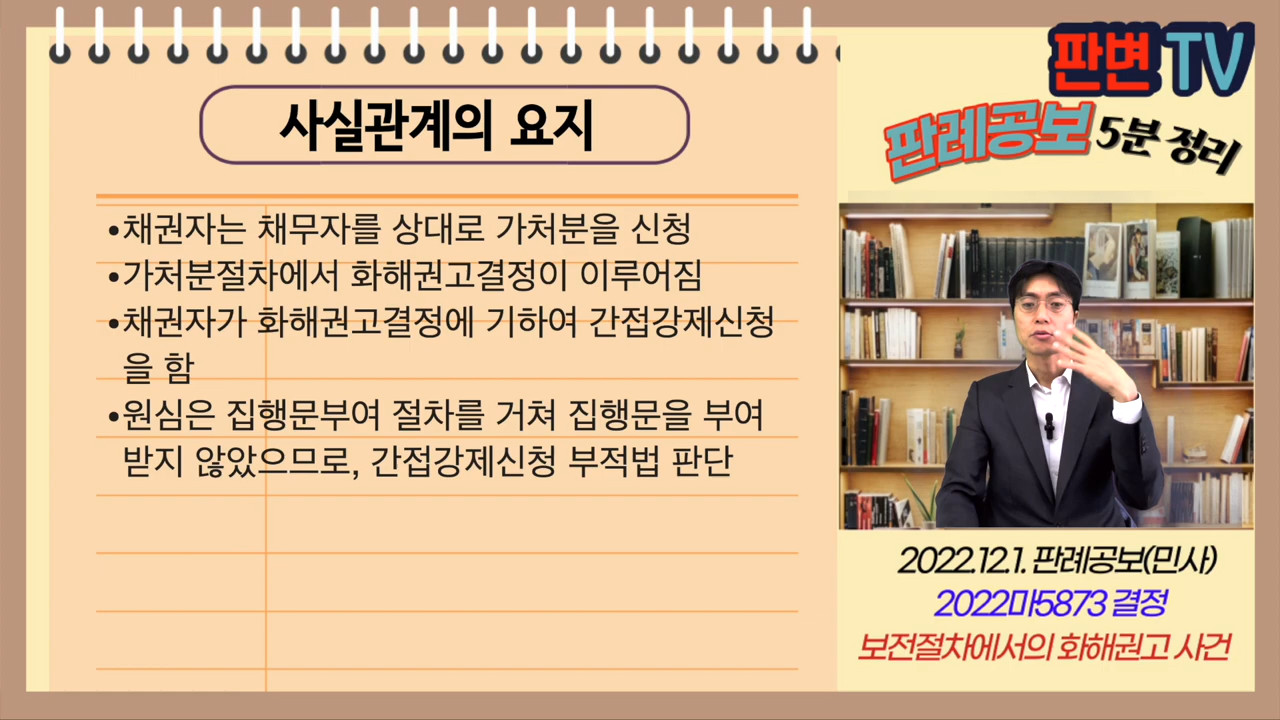 사실관계의 요지
•채권자는 채무자를 상대로 가처분을 신청
•가처분절차에서 화해권고결정이 이루어짐
•채권자가 화해권고결정에 기하여 간접강제신청
을 함
•원심은 집행문부여 절차를 거쳐 집행문을 부여
받지 않았으므로, 간접강제신청 부적법 판단
판변 TV
판례공보 5분 정리
2022.12.1. 판례공보(민사)
2022마5873 결정
보전절차에서의 화해권고 사건